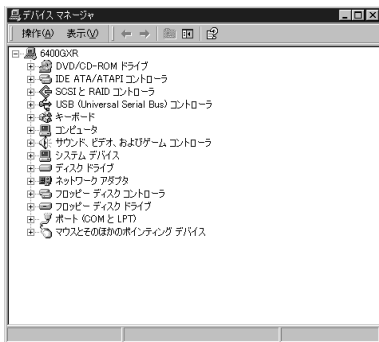 デバイス マネージャ
操作(A) 表示(V)
6400GXR
DVD/CD-ROM ドライブ
IDE ATA/ATAPI コントローラ
SCSI と RAID コントローラ
USB (Universal Serial Bus) コントローラ
キーボード
コンピュータ
サウンド、ビデオ、およびゲーム コントローラ
システム デバイス
ディスク ドライブ
ネットワーク アダプタ
フロッピー ディスク コントローラ
フロッピー ディスク ドライブ
ポート (COM と LPT)
マウスとそのほかのポインティング デバイス